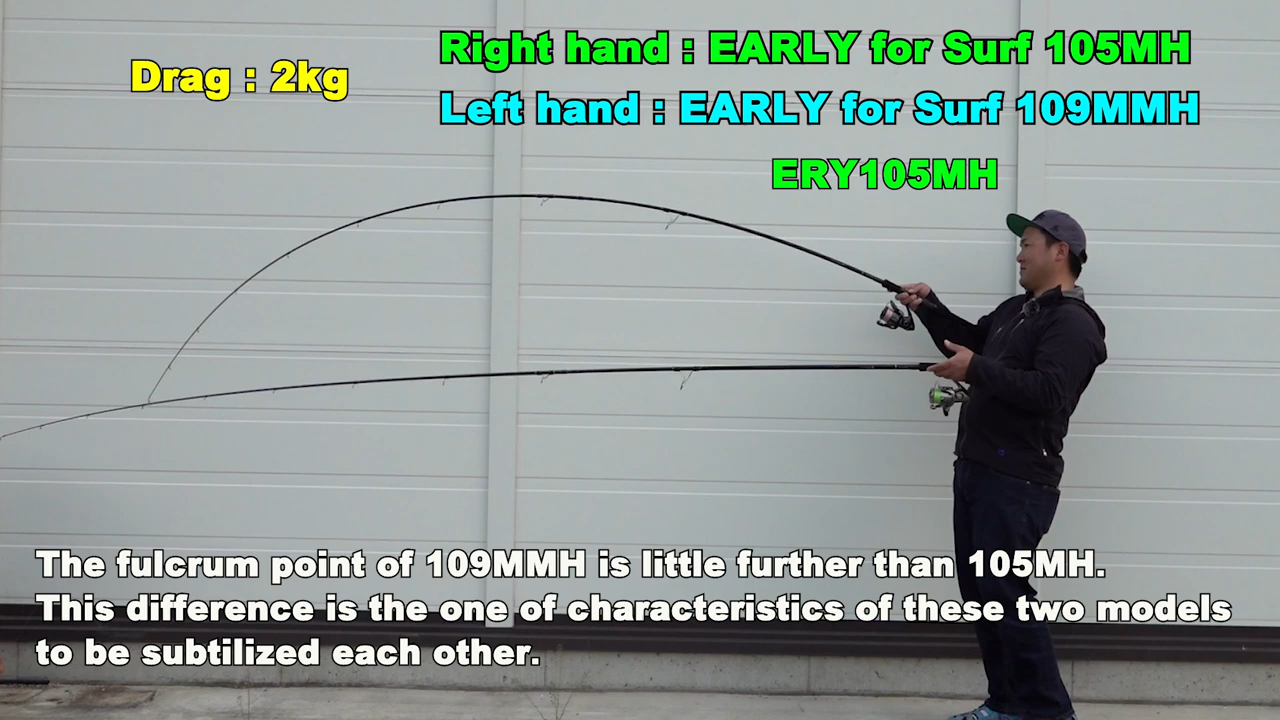 Drag : 2kg
Right hand : EARLY for Surf 105MH
Left hand : EARLY for Surf 109MMH
ERY105MH
The fulcrum point of 109MMH is little further than 105MH.
This difference is the one of characteristics of these two models
to be subtilized each other.